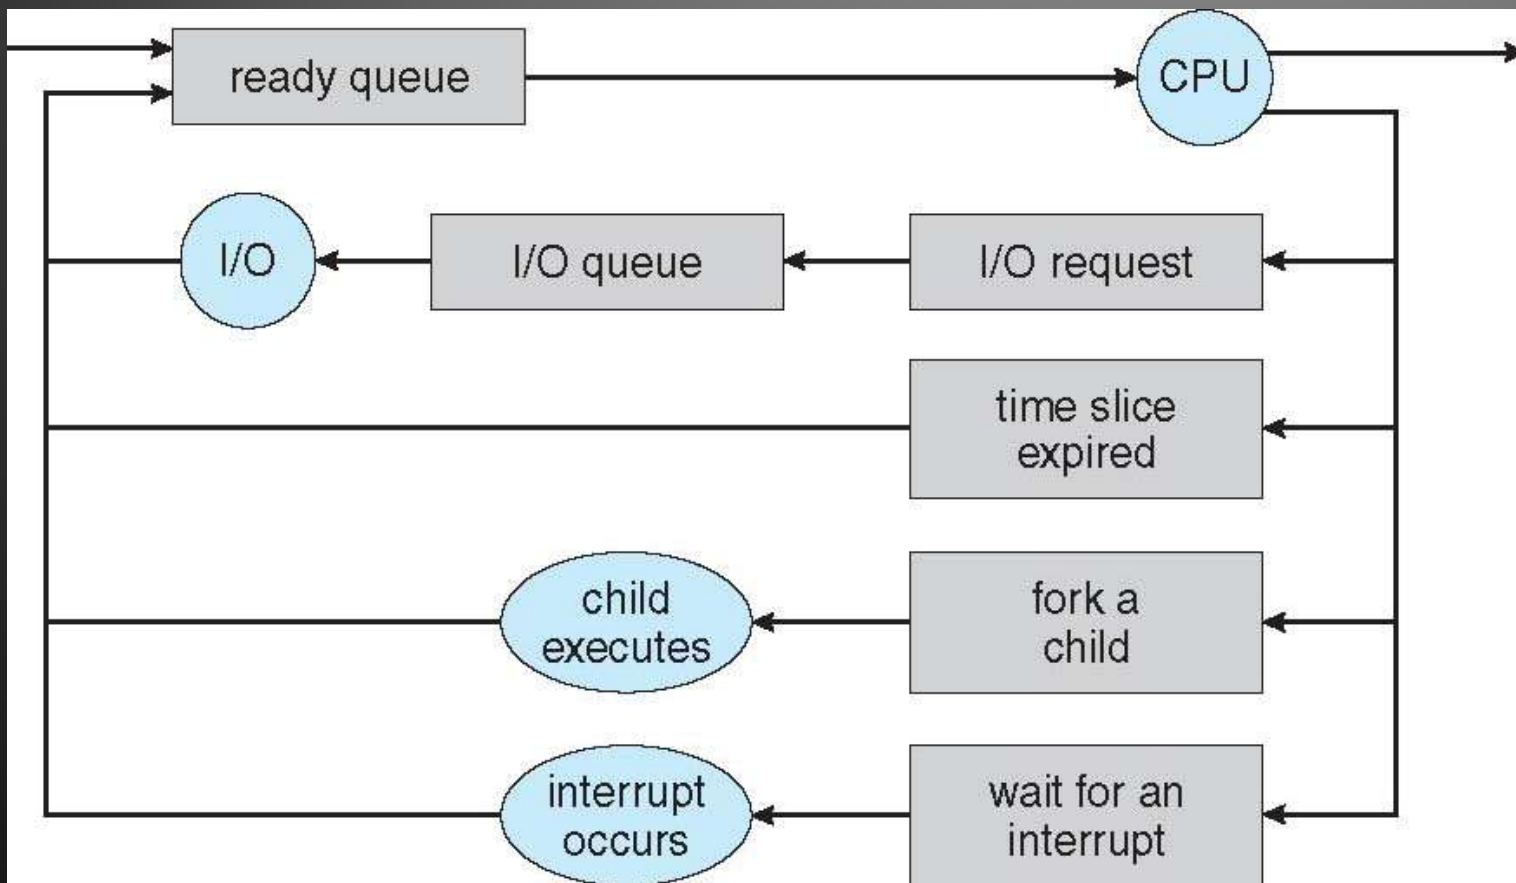 ready queue
CPU
I/O
I/O queue
I/O request
time slice
expired
child
executes
fork a
child
interrupt
occurs
wait for an
interrupt